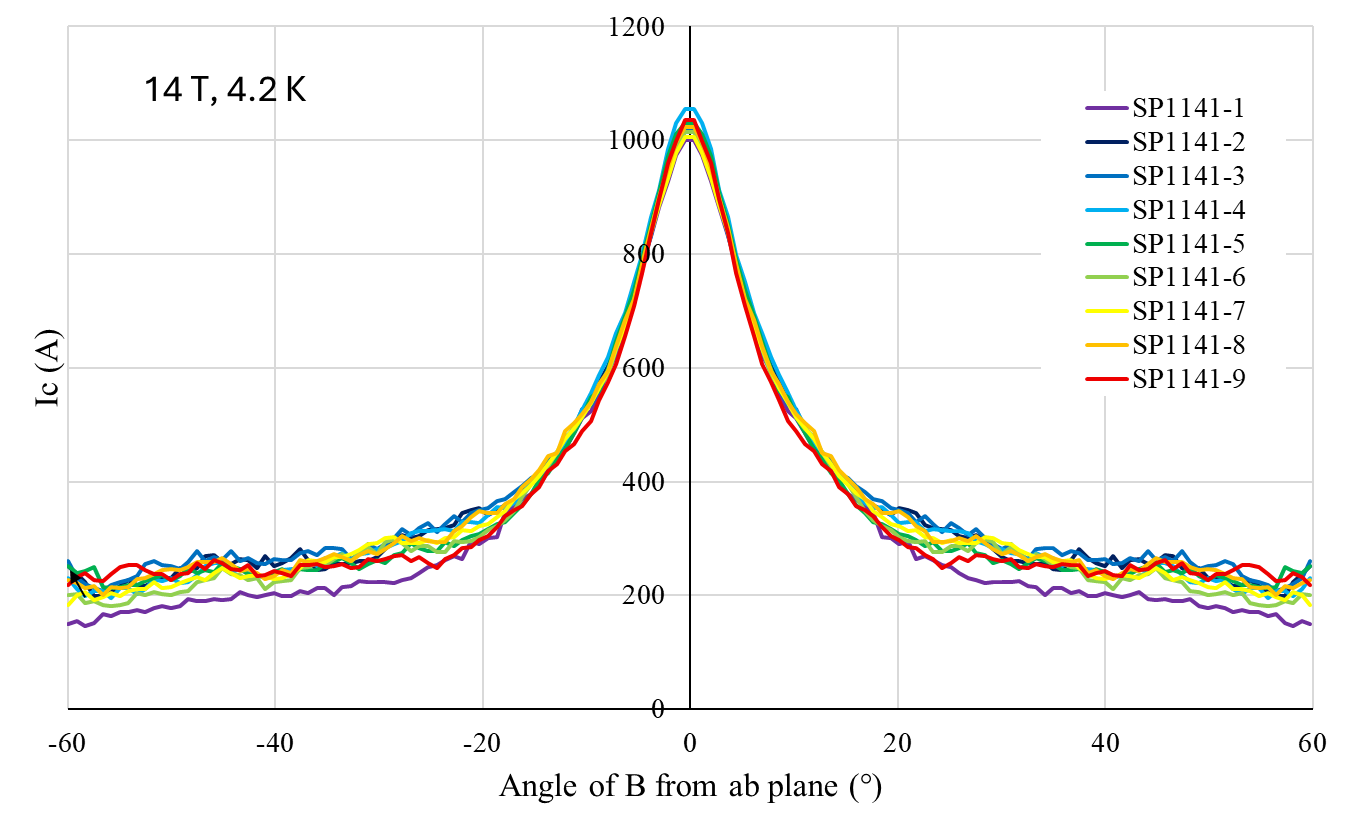 1200
14 T, 4.2 K
SP1141-1
1000
SP1141-2
SP1141-3
SP1141-4
800
SP1141-5
SP1141-6
SP1141-7
SP1141-8
600
SP1141-9
Ic (A)
400
200
0
-60 -40 -20 0 20 40 60
Angle of B from ab plane (°)